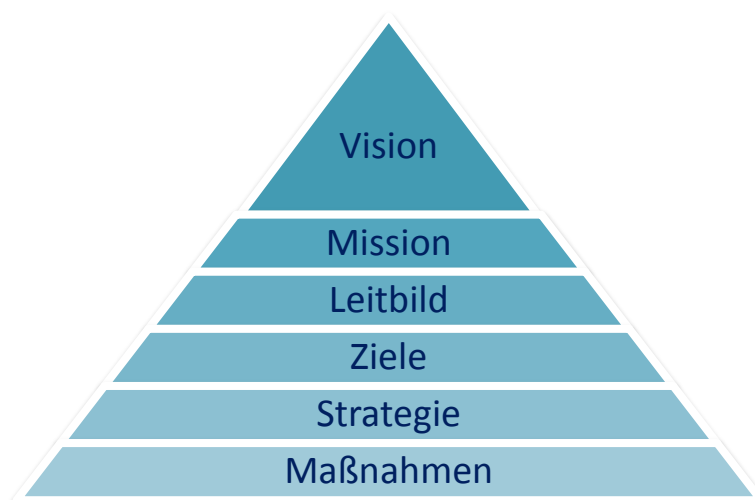 Vision
Mission
Leitbild
Ziele
Strategie
Maßnahmen